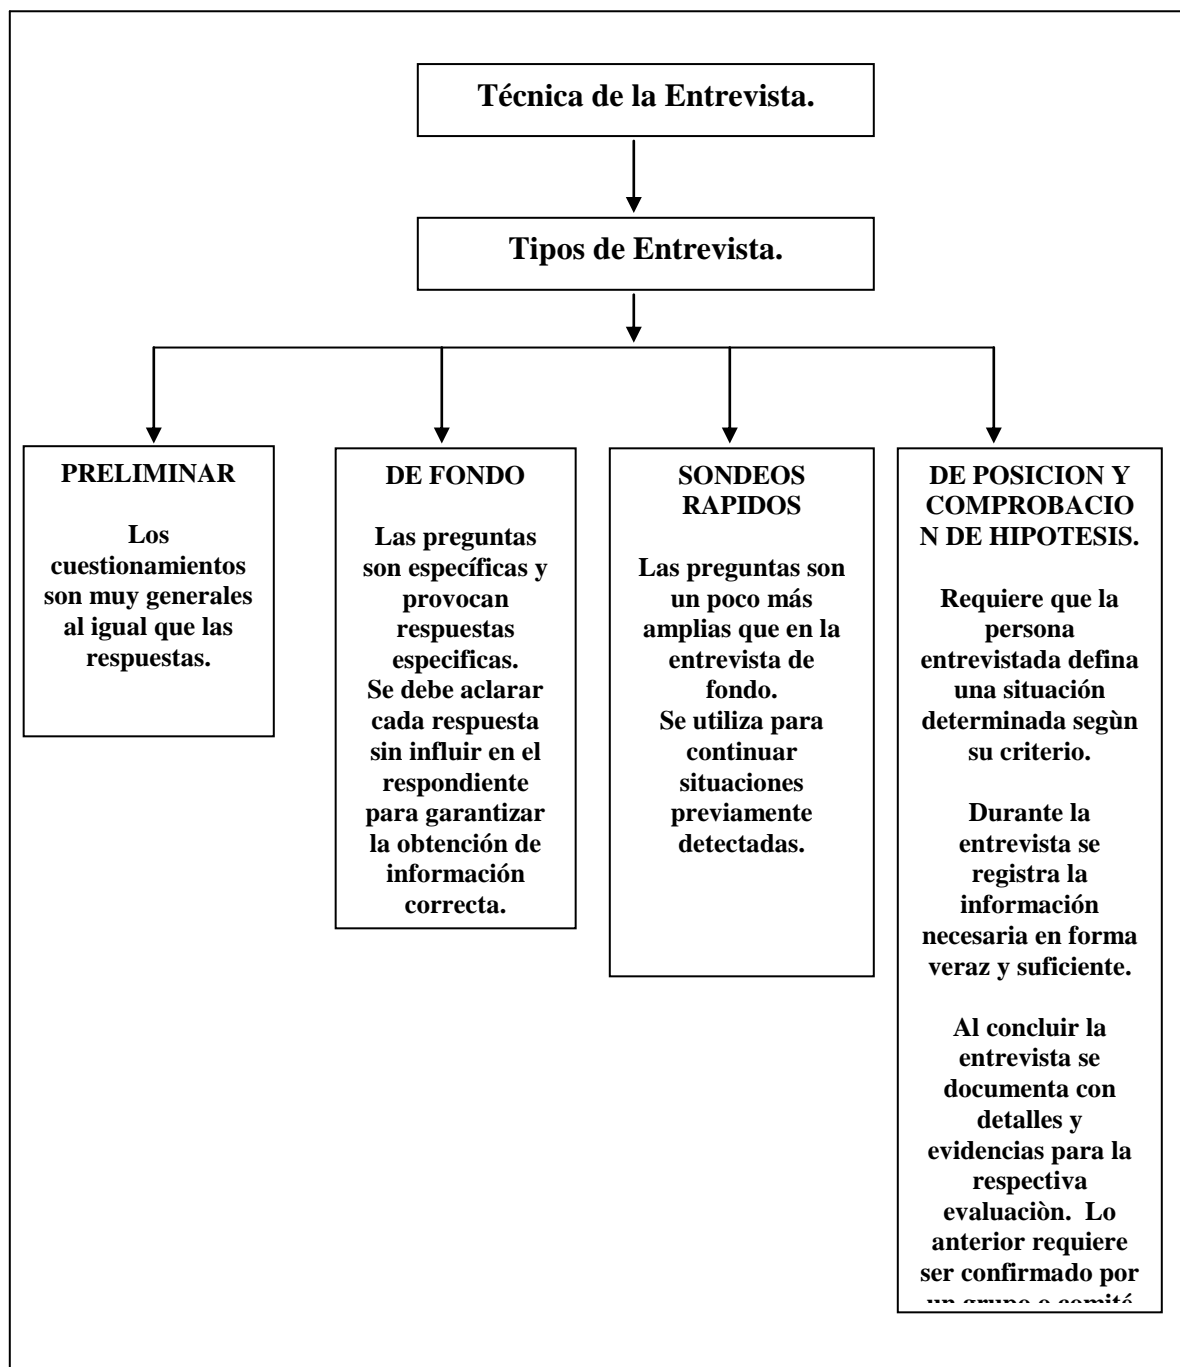 Técnica de la Entrevista.
Tipos de Entrevista.
PRELIMINAR
Los
cuestionamientos
son muy generales
al igual que las
respuestas.
DE FONDO
Las preguntas
son específicas y
provocan
respuestas
especificas.
Se debe aclarar
cada respuesta
sin influir en el
respondiente
para garantizar
la obtención de
información
correcta.
SONDEOS
RAPIDOS
Las preguntas son
un poco más
amplias que en la
entrevista de
fondo.
Se utiliza para
continuar
situaciones
previamente
detectadas.
DE POSICION Y
COMPROBACIO
N DE HIPOTESIS.
Requiere que la
persona
entrevistada defina
una situación
determinada segùn
su criterio.
Durante la
entrevista se
registra la
información
necesaria en forma
veraz y suficiente.
Al concluir la
entrevista se
documenta con
detalles y
evidencias para la
respectiva
evaluaciòn.  Lo
anterior requiere
ser confirmado por
un grupo o comité